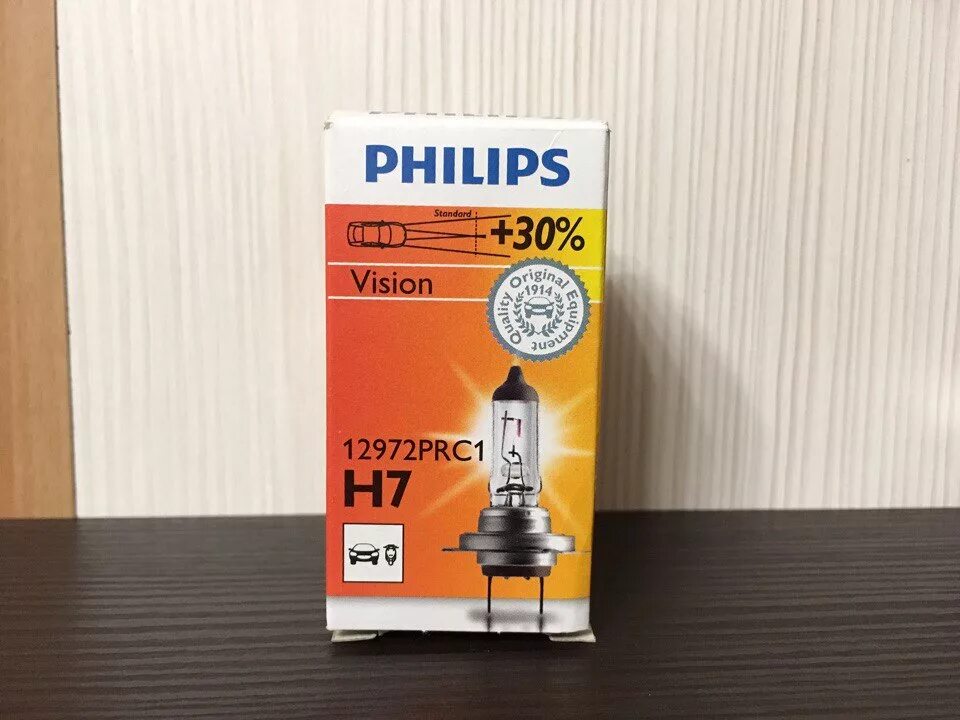 PHILIPS
Standard
+30%
Vision
Quality Original Equipment
1914
12972PRC1
H7